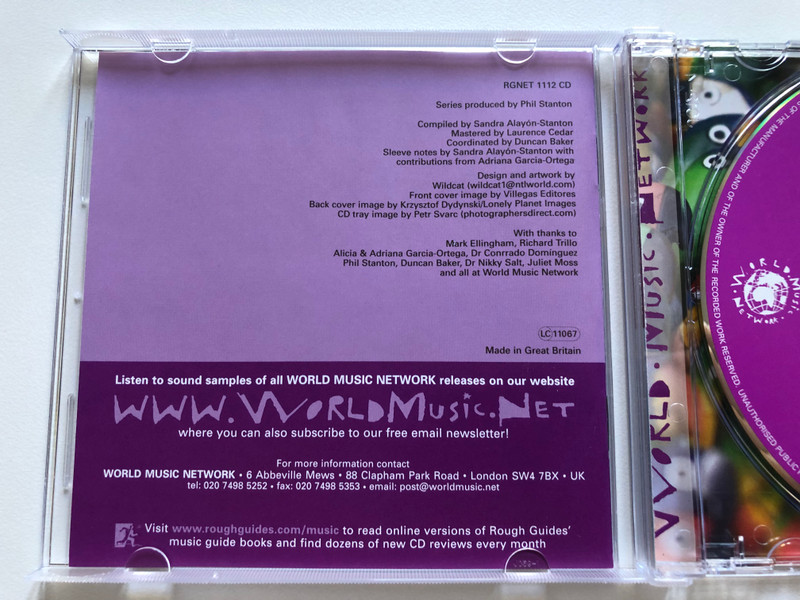 RGNET 1112 CD
Series produced by Phil Stanton
Compiled by Sandra Alayón-Stanton
Mastered by Laurence Cedar
Coordinated by Duncan Baker
Sleeve notes by Sandra Alayón-Stanton with
contributions from Adriana Garcia-Ortega
Design and artwork by
Wildcat (wildcat1@ntlworld.com)
Front cover image by Villegas Editores
Back cover image by Krzysztof Dydynski/Lonely Planet Images
CD tray image by Petr Svarc (photographersdirect.com)
With thanks to
Mark Ellingham, Richard Trillo
Alicia & Adriana Garcia-Ortega, Dr Conrrado Domínguez
Phil Stanton, Duncan Baker, Dr Nikky Salt, Juliet Moss
and all at World Music Network
LC 11067
Made in Great Britain
Listen to sound samples of all WORLD MUSIC NETWORK releases on our website
WWW.WORLDMUSIC.NET
where you can also subscribe to our free email newsletter!
For more information contact
WORLD MUSIC NETWORK • 6 Abbeville Mews • 88 Clapham Park Road • London SW4 7BX • UK
tel: 020 7498 5252 • fax: 020 7498 5353 • email: post@worldmusic.net
Visit www.roughguides.com/music to read online versions of Rough Guides'
music guide books and find dozens of new CD reviews every month
WORLD • MUSIC • NETWORK
OF THE MANUFACTURER AND OF THE OWNER OF THE RECORDED WORK RESERVED. UNAUTHORISED PUBLIC
WORLD • MUSIC • NETWORK •